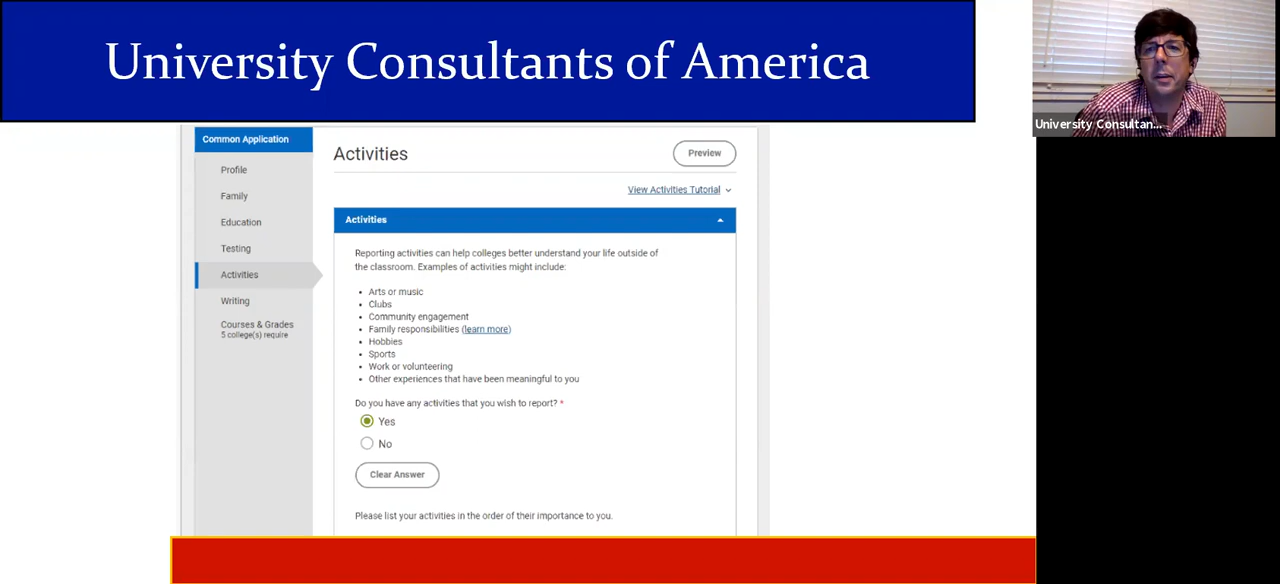 University Consultants of America
University Consultan...
Common Application
Profile
Family
Education
Testing
Activities
Writing
Courses & Grades
5 college(s) require
Activities
Preview
View Activities Tutorial
Activities
Reporting activities can help colleges better understand your life outside of
the classroom. Examples of activities might include:
• Arts or music
• Clubs
• Community engagement
• Family responsibilities (learn more)
• Hobbies
• Sports
• Work or volunteering
• Other experiences that have been meaningful to you
Do you have any activities that you wish to report? *
Yes
No
Clear Answer
Please list your activities in the order of their importance to you.